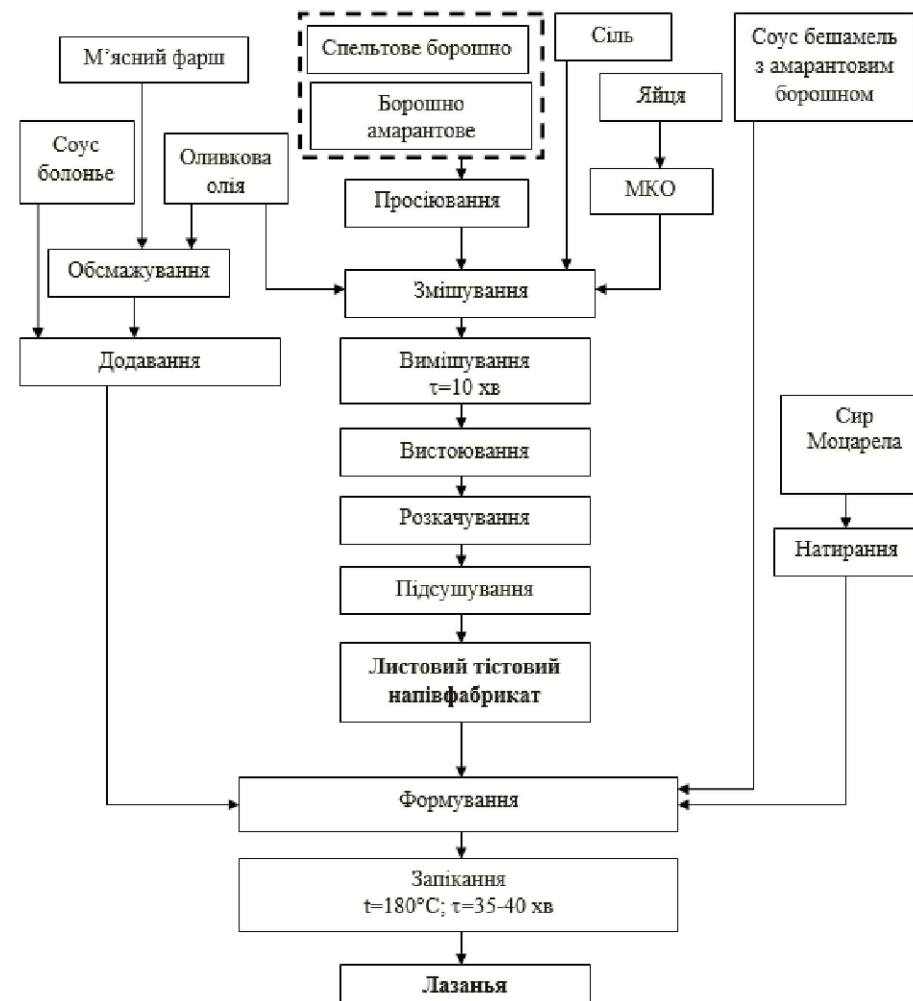 М’ясний фарш
Спельтове борошно
Сіль
Соус бешамель
з амарантовим
борошном
Борошно
амарантове
Яйця
Соус
болоньє
Оливкова
олія
Просіювання
МКО
Обсмажування
Змішування
Додавання
Вимішування
τ=10 хв
Сир
Моцарела
Вистоювання
Розкачування
Натирання
Підсушування
Листовий тістовий
напівфабрикат
Формування
Запікання
t=180°C; τ=35-40 хв
Лазанья